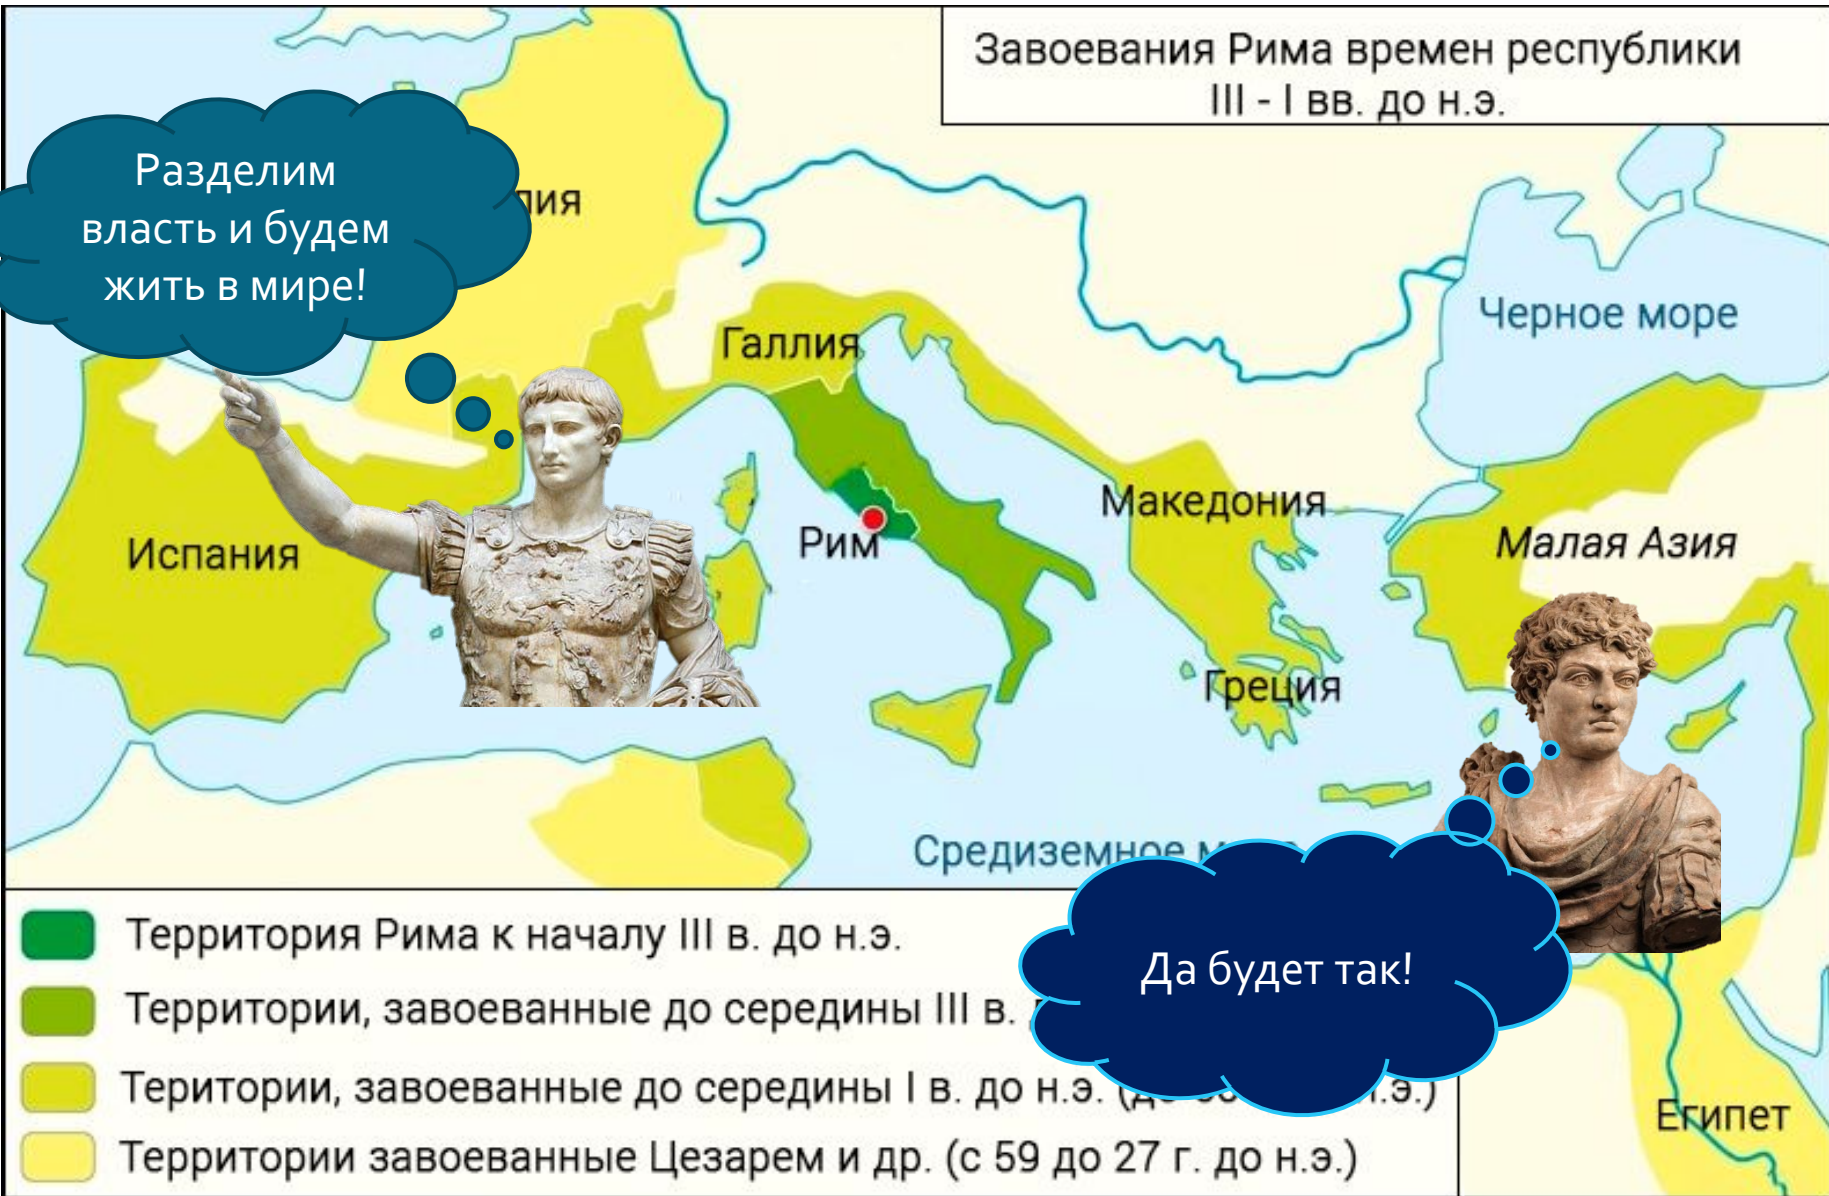 Завоевания Рима времен республики
III - I вв. до н.э.
Разделим
власть и будем
жить в мире!
Галлия
Черное море
Испания
Рим
Македония
Малая Азия
Греция
Средиземное
Да будет так!
Египет
Территория Рима к началу III в. до н.э.
Территории, завоеванные до середины III в.
Територии, завоеванные до середины I в. до н.э.
Территории завоеванные Цезарем и др. (с 59 до 27 г. до н.э.)